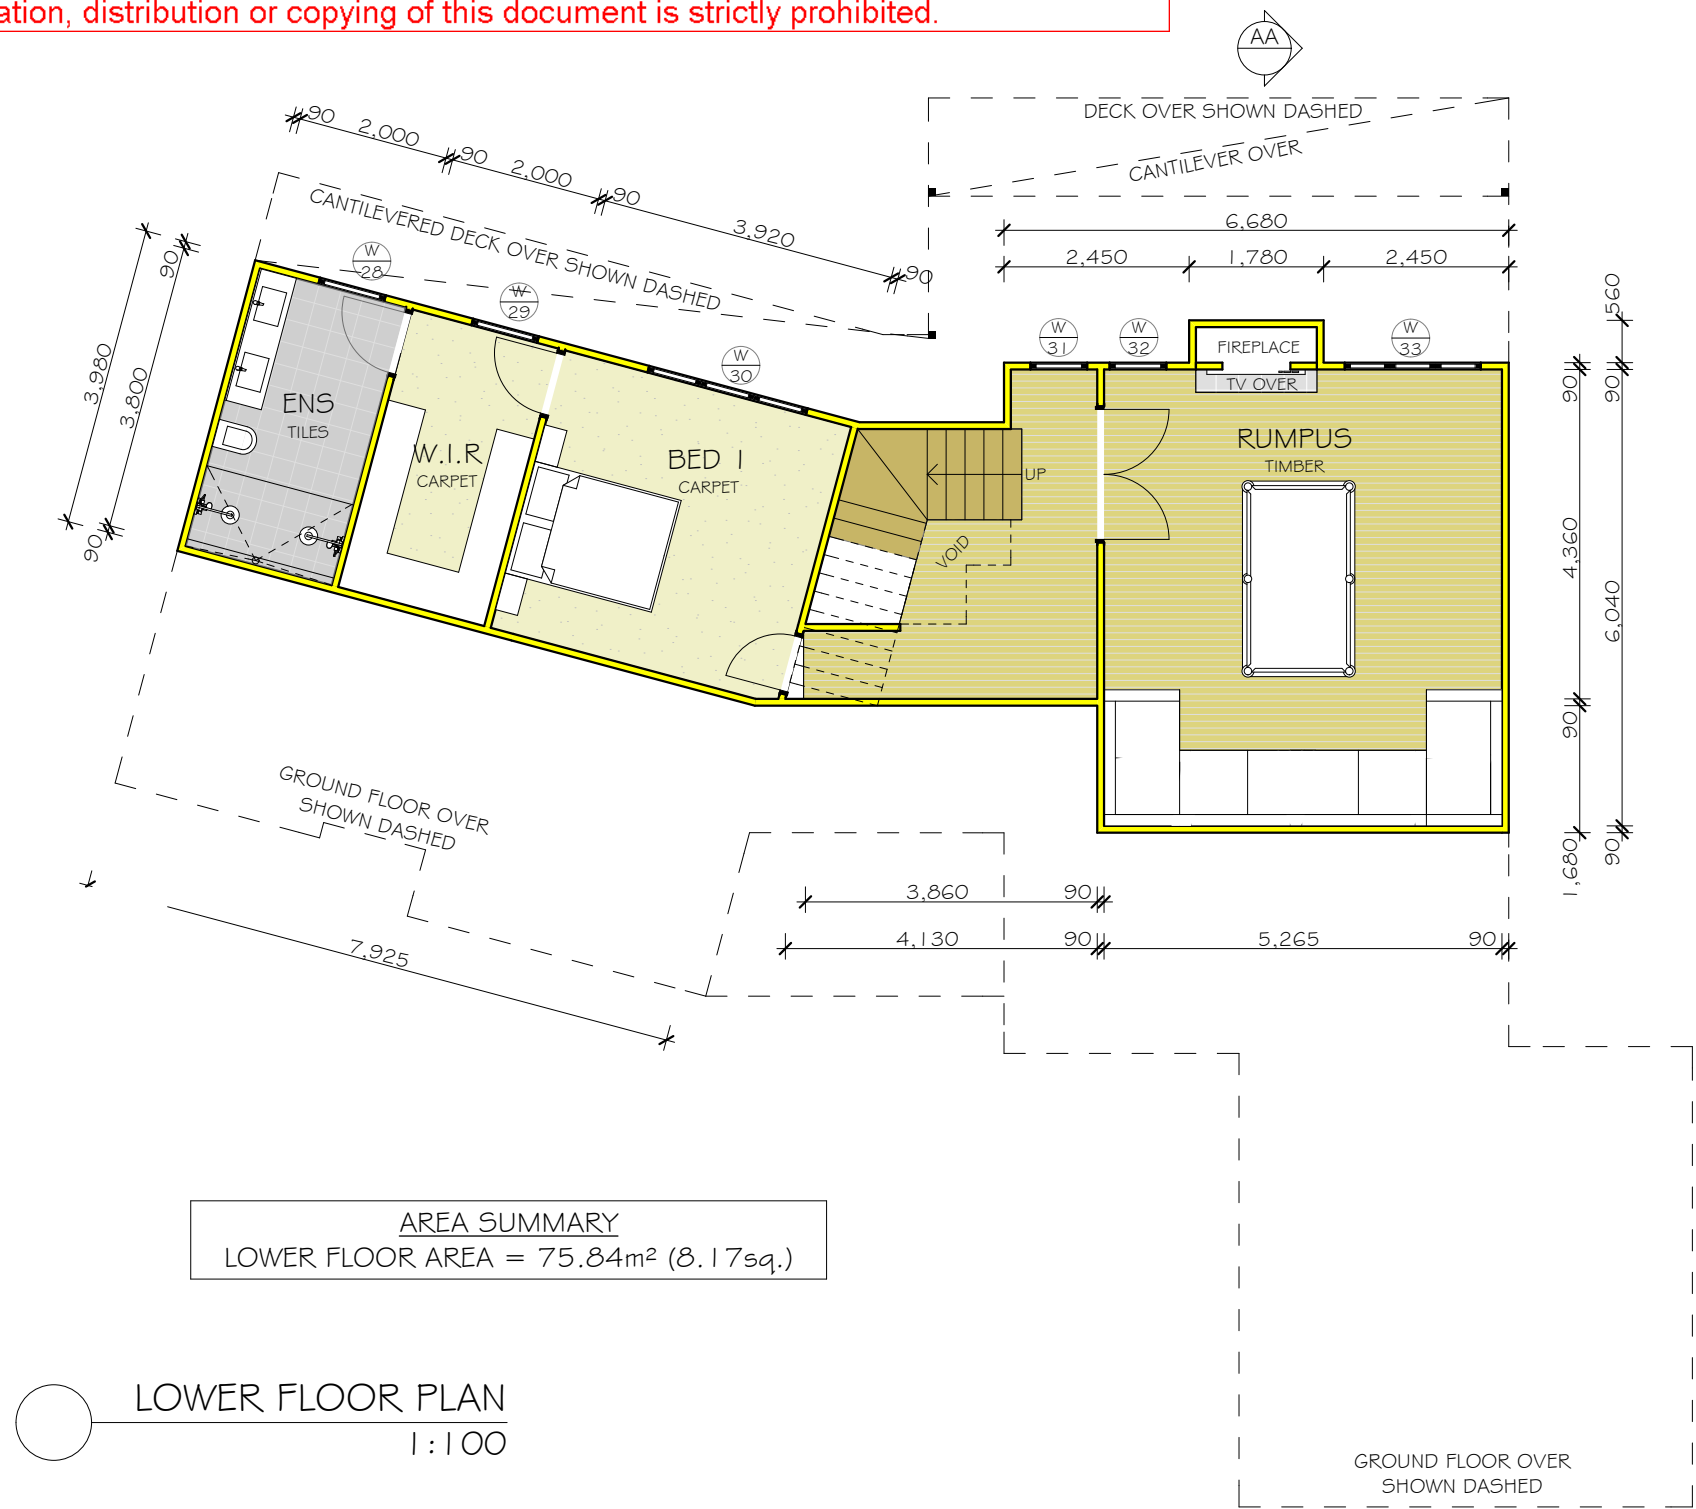 ation, distribution or copying of this document is strictly prohibited.
AA
DECK OVER SHOWN DASHED
CANTILEVER OVER
90 2,000 90 2,000 90 3,920 90
CANTILEVERED DECK OVER SHOWN DASHED
6,680
2,450 1,780 2,450
W
28
W
29
W
30
W
31
W
32
W
33
FIREPLACE
TV OVER
560
90
3,980
3,800
90
ENS
TILES
W.I.R
CARPET
BED 1
CARPET
UP
VOID
RUMPUS
TIMBER
90
90
4,360
6,040
90
1,680
90
GROUND FLOOR OVER
SHOWN DASHED
7,925
3,860 90
4,130 90 5,265 90
AREA SUMMARY
LOWER FLOOR AREA = 75.84m² (8.17sq.)
LOWER FLOOR PLAN
1:100
GROUND FLOOR OVER
SHOWN DASHED